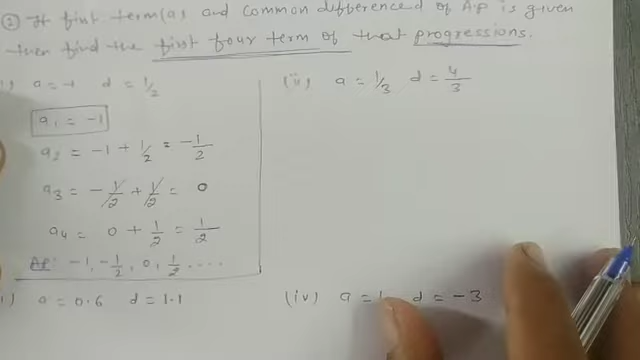 ② If first term(a) and common difference d of A.P is given
then find the first four term of that progressions.
i) a = -1 d = 1/2
a₁ = -1
a₂ = -1 + 1/2 = -1/2
a₃ = -1/2 + 1/2 = 0
a₄ = 0 + 1/2 = 1/2
AP: -1, -1/2, 0, 1/2 ....
(ii) a = 1/3 d = 4/3
i) a = 0.6 d = 1.1
(iv) a = d = -3